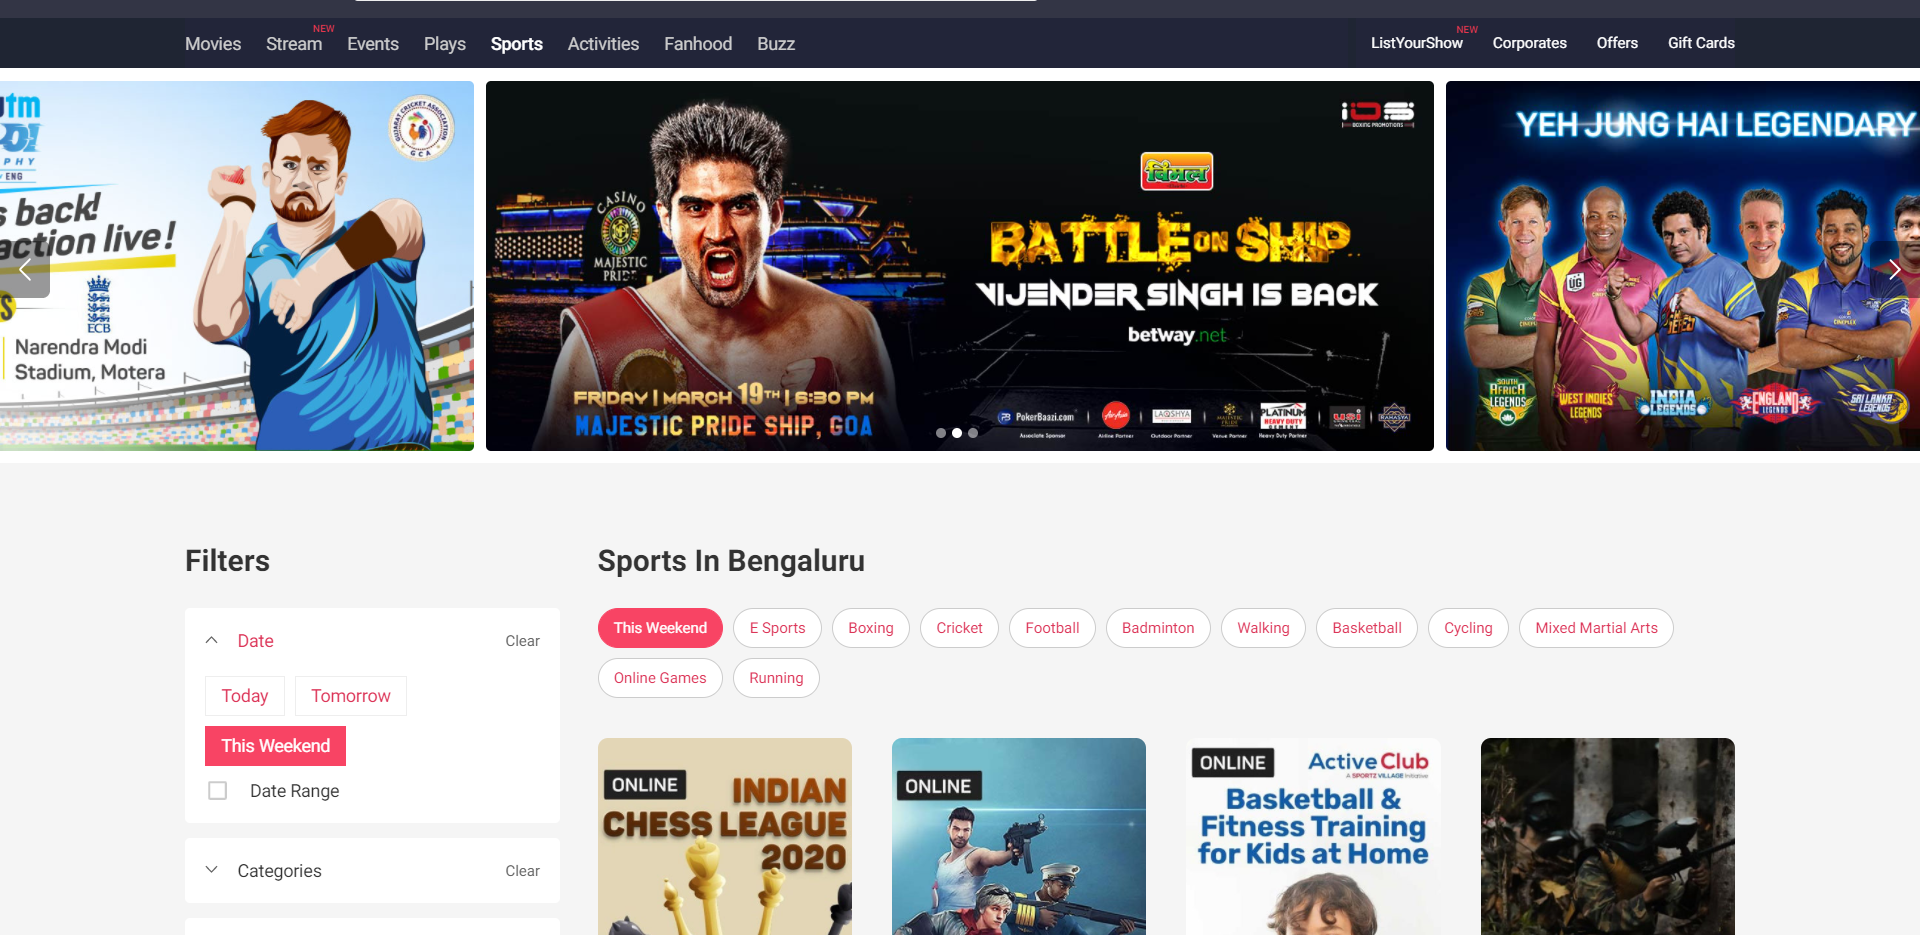 Movies Stream NEW Events Plays Sports Activities Fanhood Buzz
ListYourShow NEW Corporates Offers Gift Cards
GUJARAT CRICKET ASSOCIATION
GCA
ENG
s back!
action live!
ECB
Narendra Modi
Stadium, Motera
CASINO
MAJESTIC
PRIDE
iOS
BOXING PROMOTIONS
बिमल
BATTLE ON SHIP
VIJENDER SINGH IS BACK
betway.net
FRIDAY | MARCH 19TH | 6:30 PM
MAJESTIC PRIDE SHIP, GOA
PokerBaazi.com
AirAsia
LAQSHYA
MAJESTIC PRIDE
PLATINUM
HEAVY DUTY
CEMENT
Associate Sponsor
Airline Partner
Outdoor Partner
Venue Partner
Heavy Duty Partner
YEH JUNG HAI LEGENDARY
UG
SOUTH AFRICA LEGENDS
WEST INDIES LEGENDS
INDIA LEGENDS
ENGLAND LEGENDS
SRI LANKA LEGENDS
Filters
Sports In Bengaluru
Date
Clear
Today
Tomorrow
This Weekend
Date Range
Categories
Clear
This Weekend E Sports Boxing Cricket Football Badminton Walking Basketball Cycling Mixed Martial Arts
Online Games Running
ONLINE
INDIAN
CHESS LEAGUE
2020
ONLINE
ONLINE
Active Club
A SPORTZ VILLAGE Initiative
Basketball &
Fitness Training
for Kids at Home